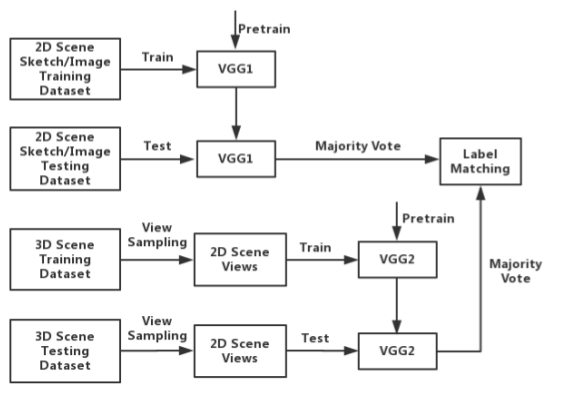 Pretrain
2D Scene
Sketch/Image
Training
Dataset
Train
VGG1
2D Scene
Sketch/Image
Testing
Dataset
Test
VGG1
Majority Vote
Label
Matching
Pretrain
3D Scene
Training
Dataset
View
Sampling
2D Scene
Views
Train
VGG2
Majority
Vote
3D Scene
Testing
Dataset
View
Sampling
2D Scene
Views
Test
VGG2